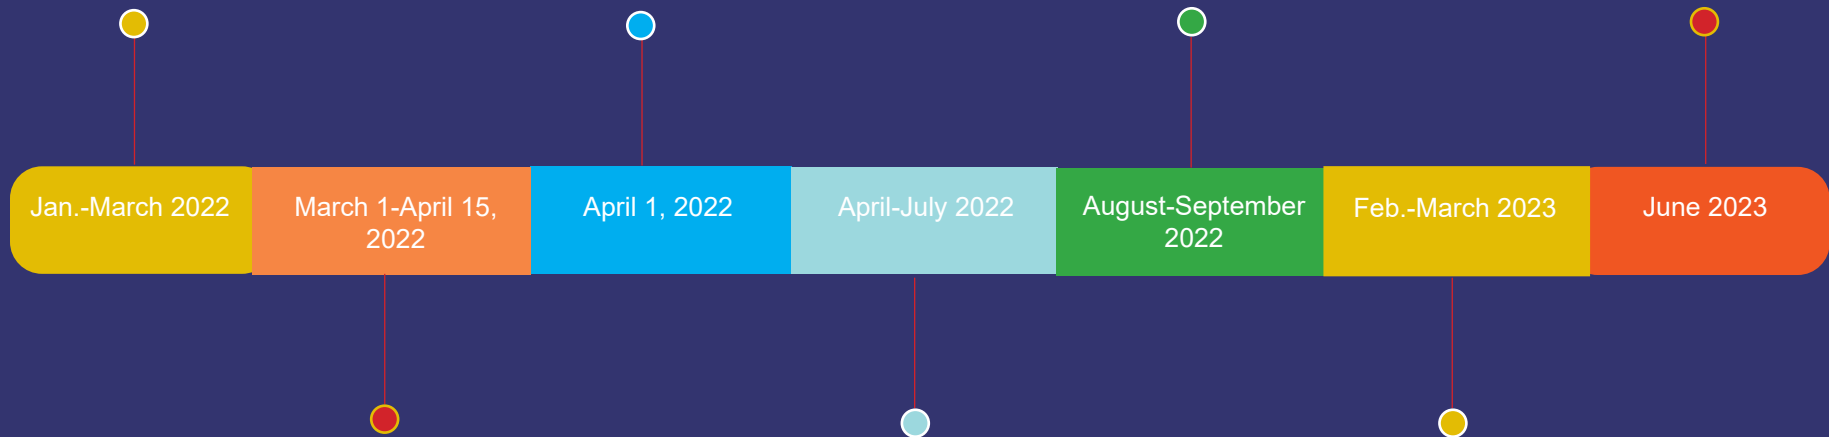 Jan.-March 2022
March 1-April 15,
2022
April 1, 2022
April-July 2022
August-September
2022
Feb.-March 2023
June 2023